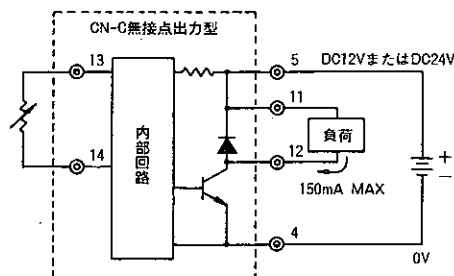 CN-C無接点出力型
13
5
DC12VまたはDC24V
11
負荷
内部回路
14
12
150mA MAX
+
−
4
0V